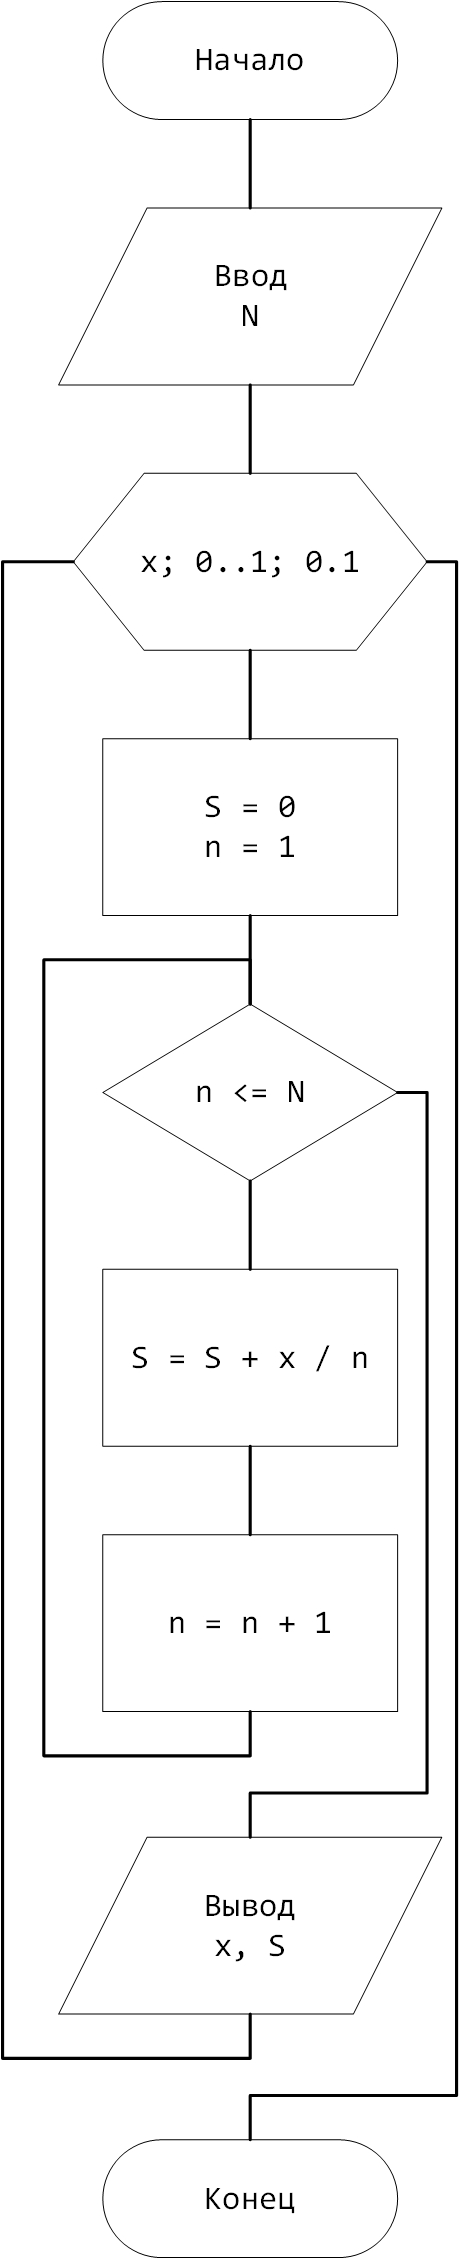 Начало
Ввод
N
x; 0..1; 0.1
S = 0
n = 1
n <= N
S = S + x / n
n = n + 1
Вывод
x, S
Конец